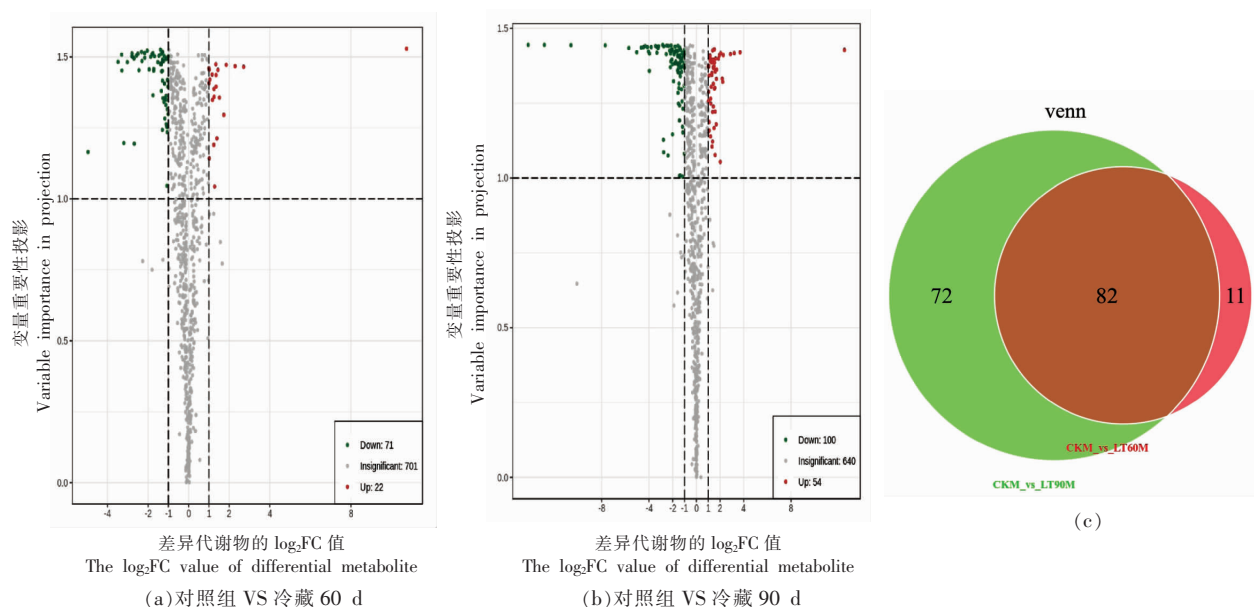 1.5
1.0
0.5
0.0
-4
-2
-1
0
1
2
4
8
变量重要性投影
Variable importance in projection
Down: 71
Insignificant: 701
Up: 22
差异代谢物的 log₂FC 值
The log₂FC value of differential metabolite
(a)对照组 VS 冷藏 60 d
1.5
1.0
0.5
0.0
-8
-4
-2
-1
0
1
2
4
8
变量重要性投影
Variable importance in projection
Down: 100
Insignificant: 640
Up: 54
差异代谢物的 log₂FC 值
The log₂FC value of differential metabolite
(b)对照组 VS 冷藏 90 d
venn
72
82
11
CKM_vs_LT60M
CKM_vs_LT90M
(c)